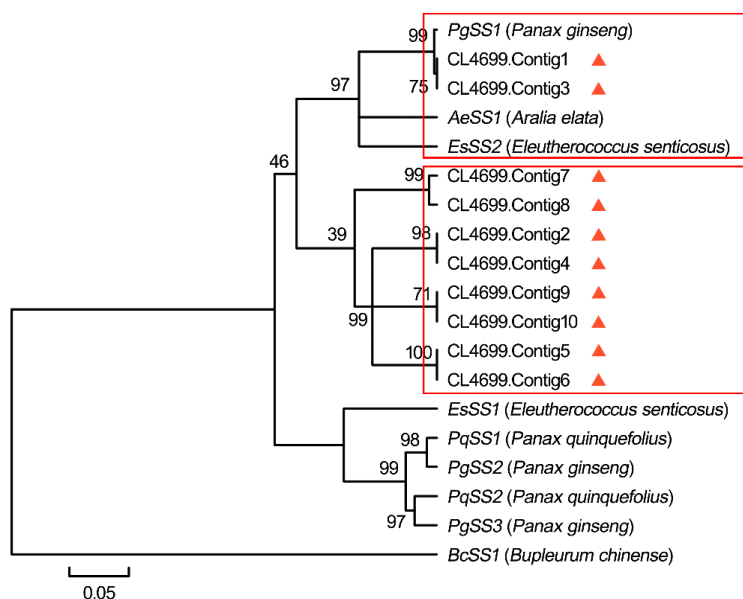 99
PgSS1 (Panax ginseng)
CL4699.Contig1
75
CL4699.Contig3
97
AeSS1 (Aralia elata)
EsSS2 (Eleutherococcus senticosus)
46
99
CL4699.Contig7
CL4699.Contig8
39
98
CL4699.Contig2
CL4699.Contig4
71
CL4699.Contig9
99
CL4699.Contig10
100
CL4699.Contig5
CL4699.Contig6
EsSS1 (Eleutherococcus senticosus)
98
PqSS1 (Panax quinquefolius)
99
PgSS2 (Panax ginseng)
PqSS2 (Panax quinquefolius)
97
PgSS3 (Panax ginseng)
BcSS1 (Bupleurum chinense)
0.05